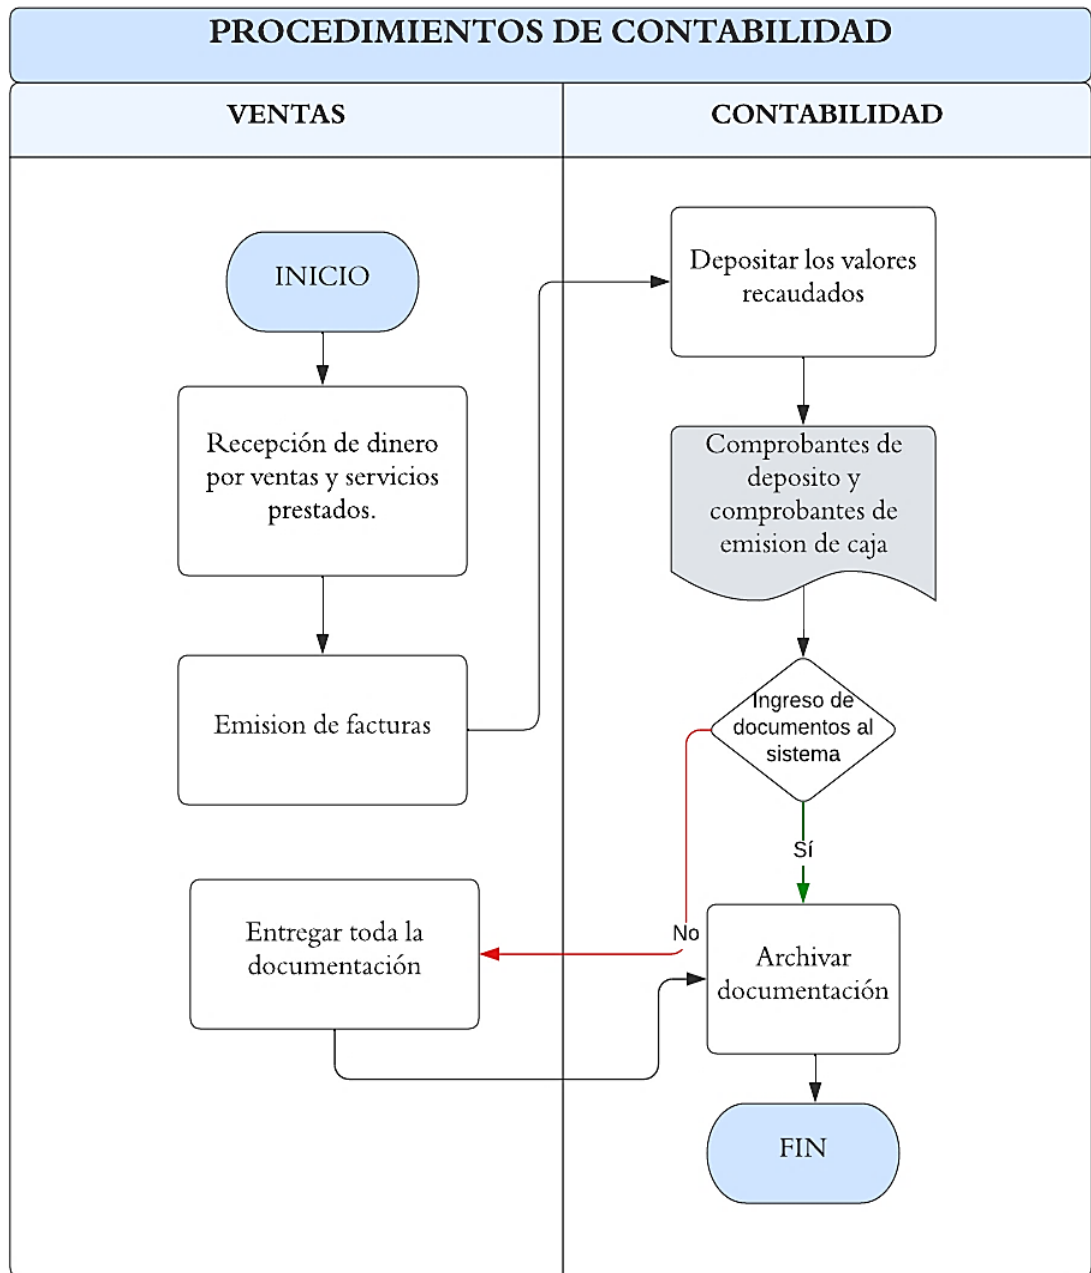 PROCEDIMIENTOS DE CONTABILIDAD
VENTAS
CONTABILIDAD
INICIO
Recepción de dinero
por ventas y servicios
prestados.
Emision de facturas
Depositar los valores
recaudados
Comprobantes de
deposito y
comprobantes de
emision de caja
Ingreso de
documentos al
sistema
Sí
No
Entregar toda la
documentación
Archivar
documentación
FIN